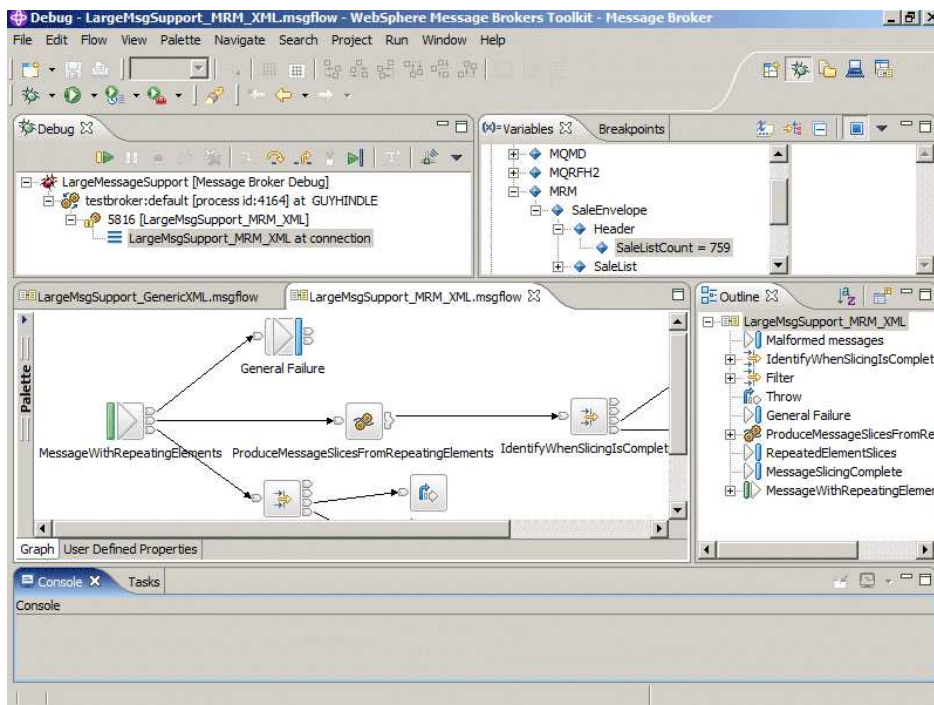 Debug - LargeMsgSupport_MRM_XML.msgflow - WebSphere Message Brokers Toolkit - Message Broker
File Edit Flow View Palette Navigate Search Project Run Window Help
Debug
LargeMessageSupport [Message Broker Debug]
testbroker:default [process id:4164] at GUYHINDLE
5816 [LargeMsgSupport_MRM_XML]
LargeMsgSupport_MRM_XML at connection
(x)= Variables Breakpoints
MQMD
MQRFH2
MRM
SaleEnvelope
Header
SaleListCount = 759
SaleList
LargeMsgSupport_GenericXML.msgflow LargeMsgSupport_MRM_XML.msgflow
Palette
General Failure
MessageWithRepeatingElements ProduceMessageSlicesFromRepeatingElements IdentifyWhenSlicingIsComplet
Graph User Defined Properties
Outline
LargeMsgSupport_MRM_XML
Malformed messages
IdentifyWhenSlicingIsComplet
Filter
Throw
General Failure
ProduceMessageSlicesFromRe
RepeatedElementSlices
MessageSlicingComplete
MessageWithRepeatingElemer
Console Tasks
Console